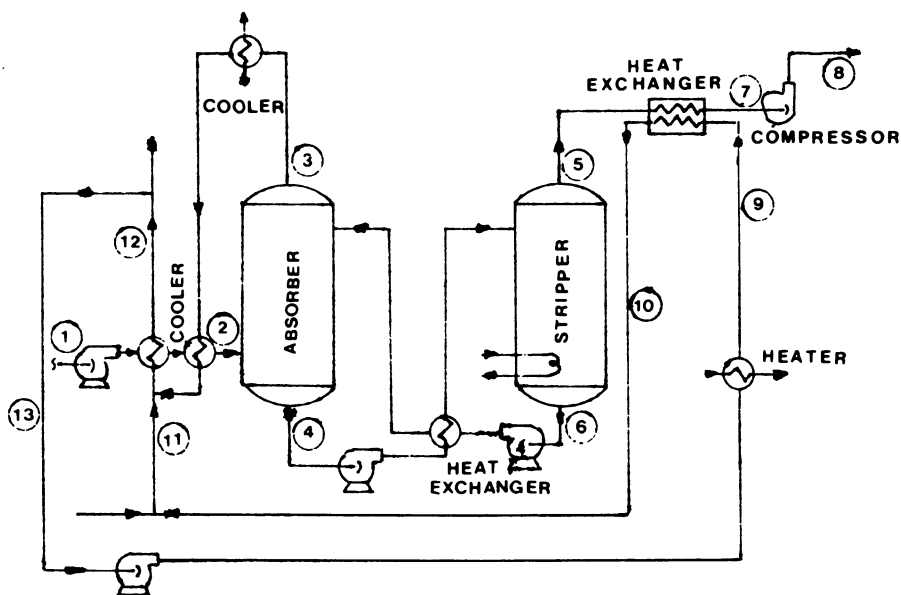 8
HEAT
EXCHANGER
7
COOLER
COMPRESSOR
3
5
9
12
COOLER
ABSORBER
STRIPPER
10
1
2
HEATER
13
11
4
6
4
HEAT
EXCHANGER